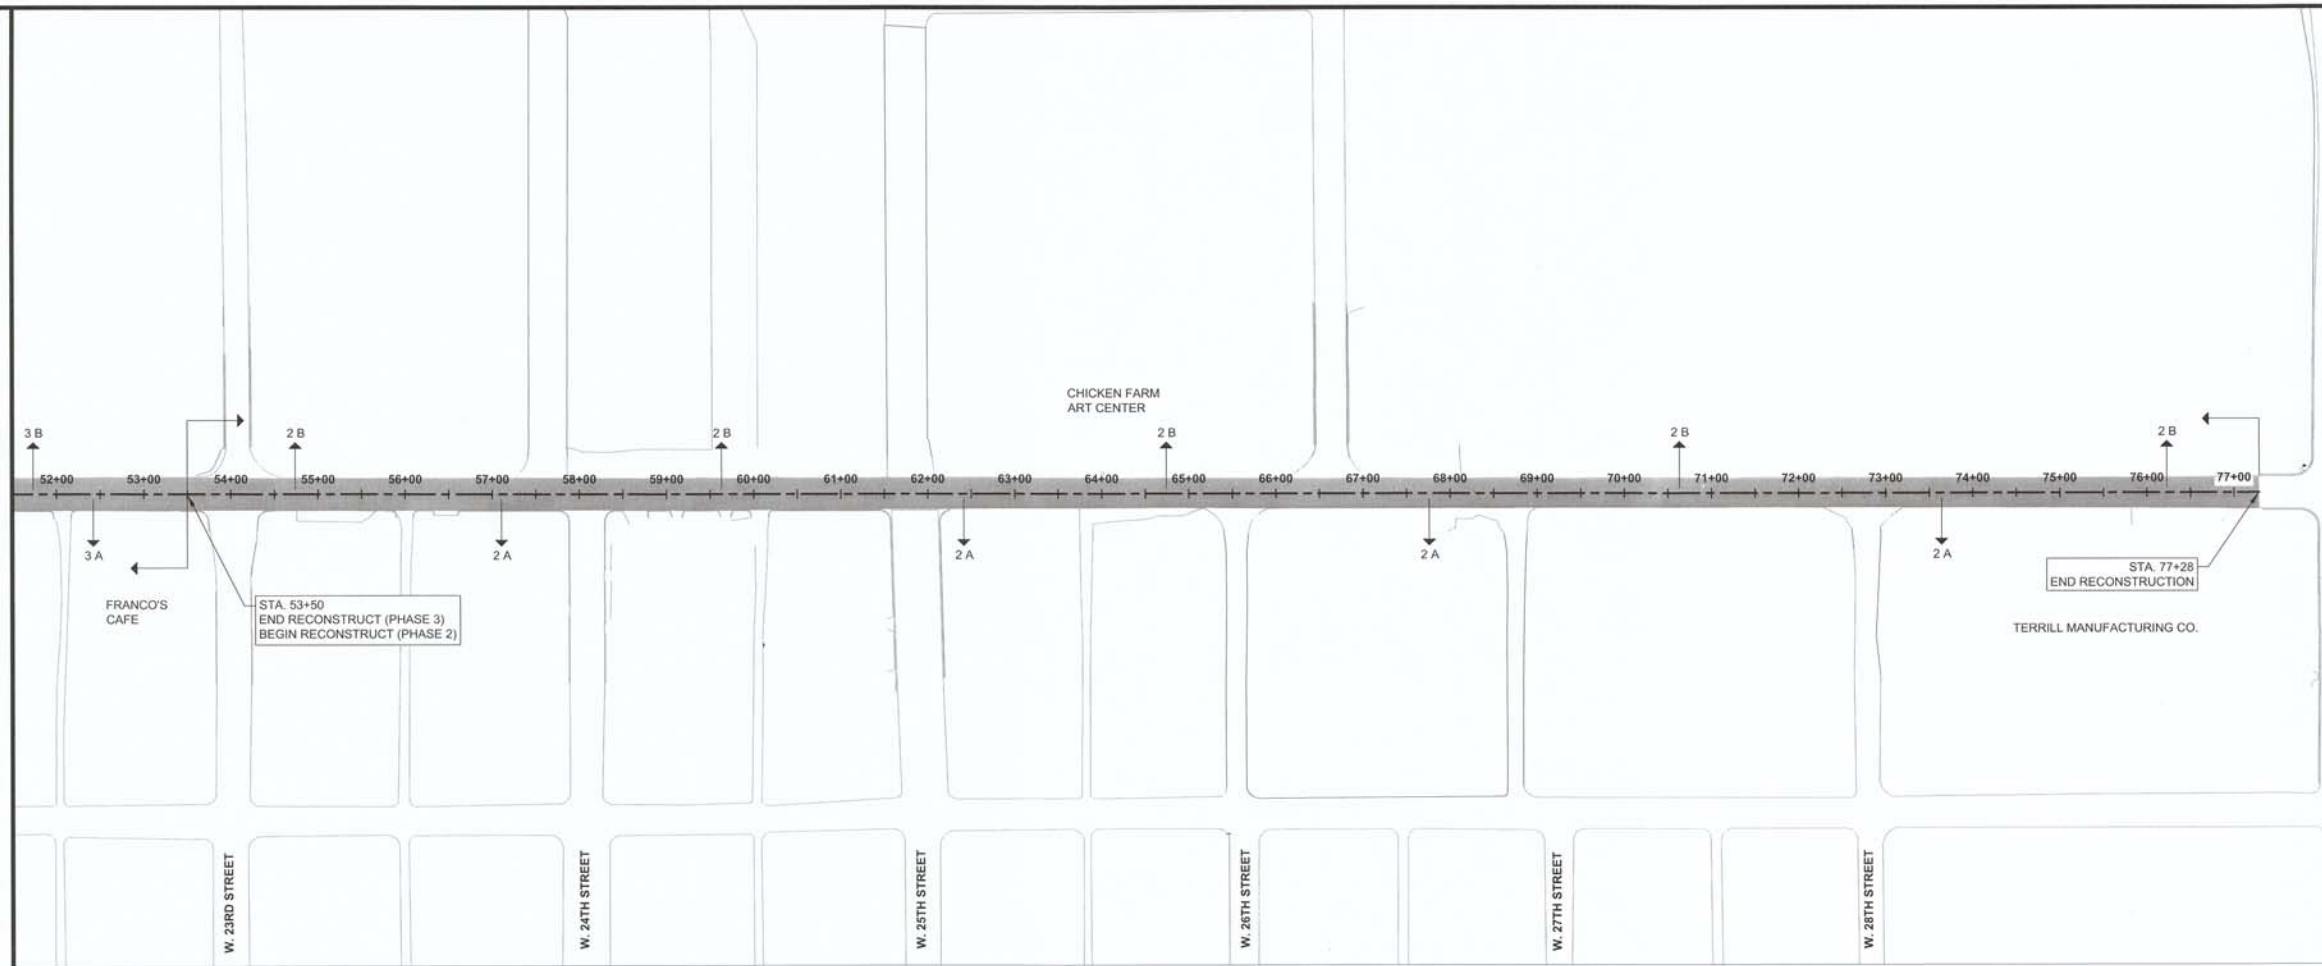 CHICKEN FARM
ART CENTER
3 B
2 B
2 B
2 B
2 B
2 B
52+00 53+00 54+00 55+00 56+00 57+00 58+00 59+00 60+00 61+00 62+00 63+00 64+00 65+00 66+00 67+00 68+00 69+00 70+00 71+00 72+00 73+00 74+00 75+00 76+00 77+00
3 A
2 A
2 A
2 A
2 A
FRANCO'S
CAFE
STA. 53+50
END RECONSTRUCT (PHASE 3)
BEGIN RECONSTRUCT (PHASE 2)
STA. 77+28
END RECONSTRUCTION
TERRILL MANUFACTURING CO.
W. 23RD STREET
W. 24TH STREET
W. 25TH STREET
W. 26TH STREET
W. 27TH STREET
W. 28TH STREET